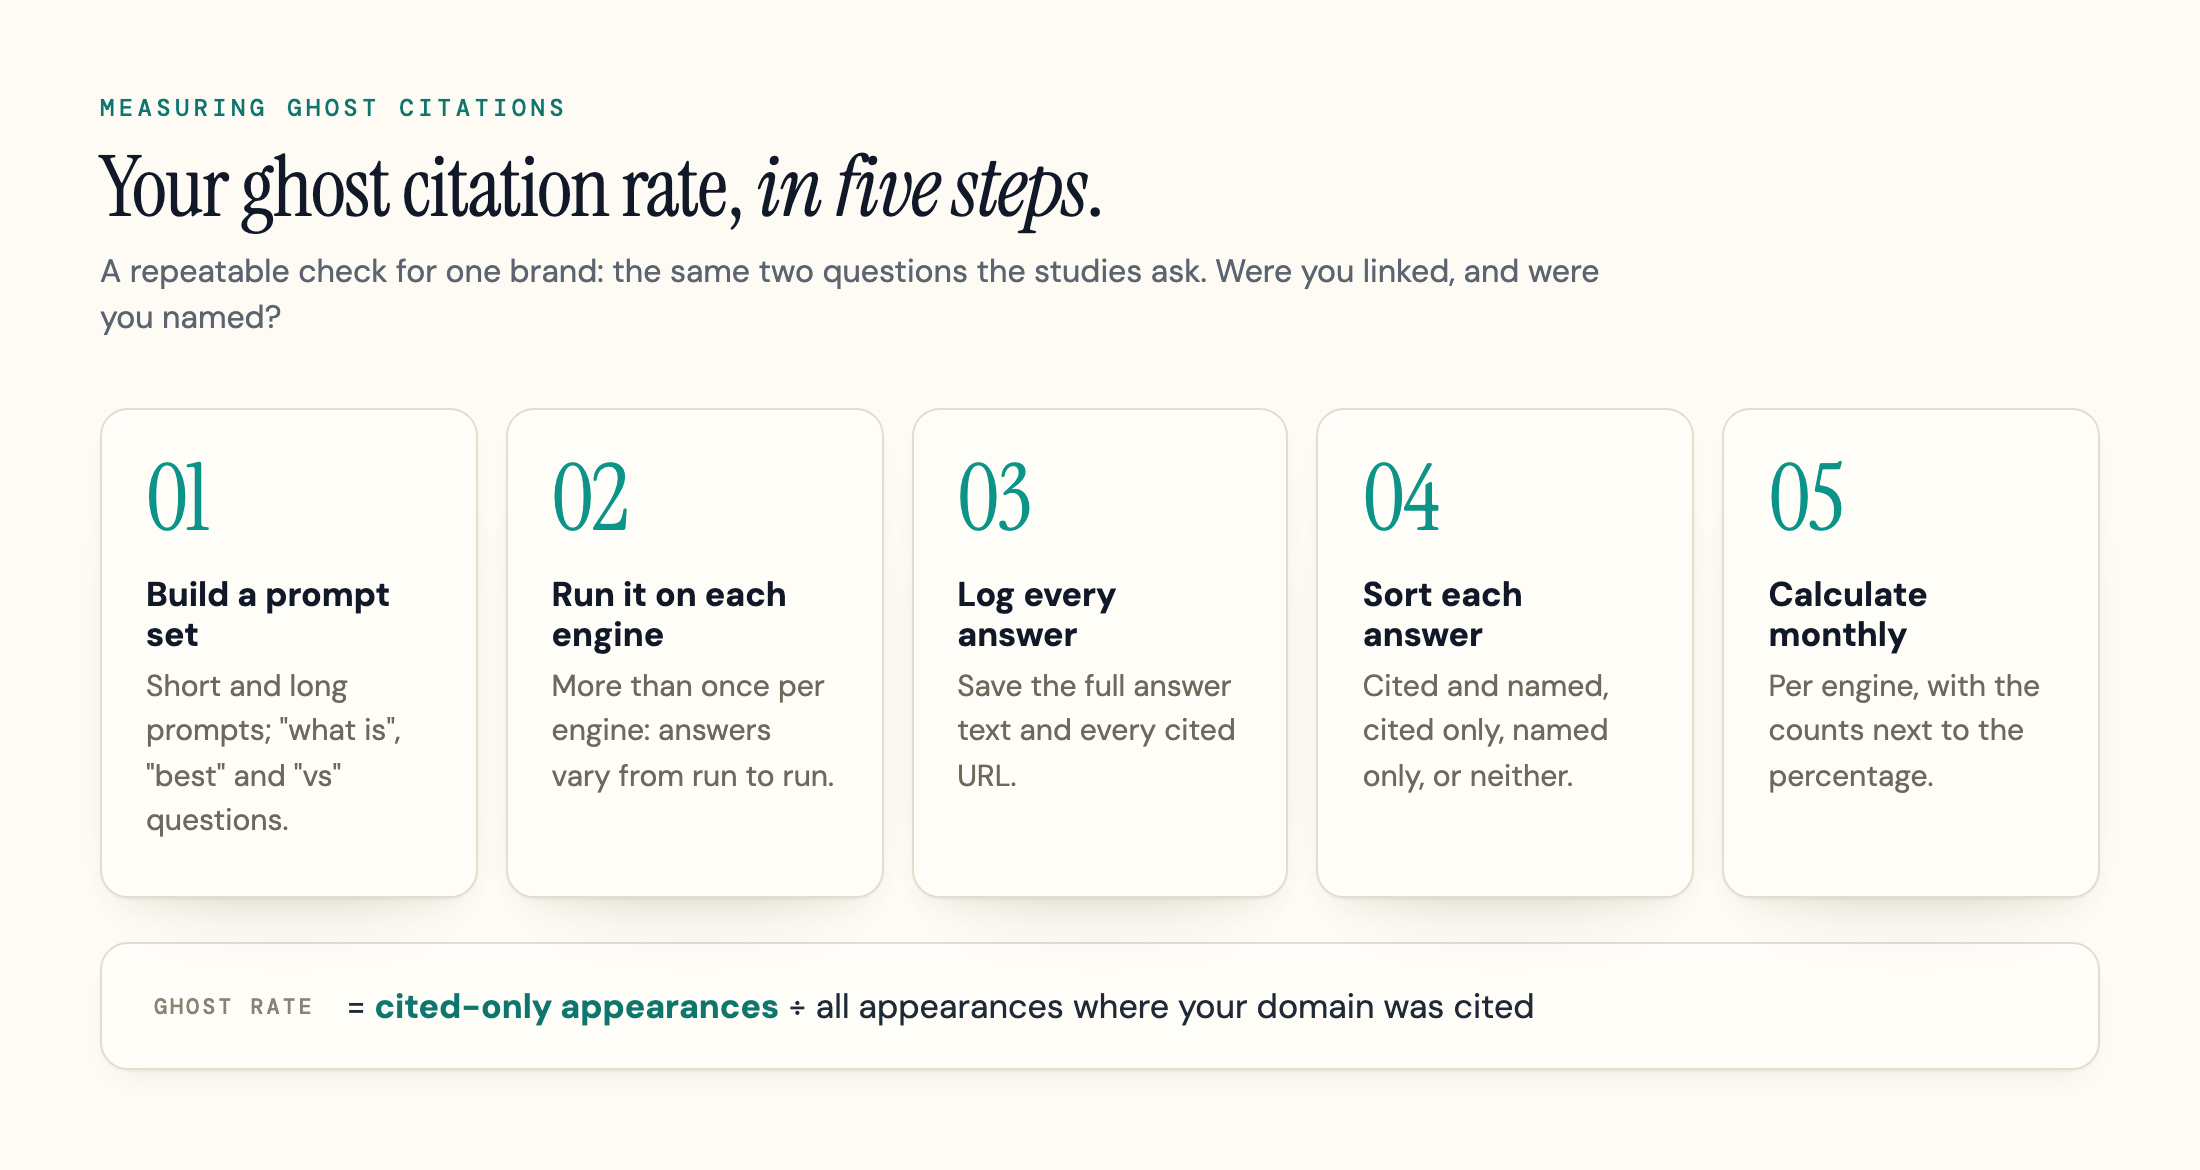 MEASURING GHOST CITATIONS
Your ghost citation rate, in five steps.
A repeatable check for one brand: the same two questions the studies ask. Were you linked, and were
you named?
01
Build a prompt
set
Short and long
prompts; "what is",
"best" and "vs"
questions.
02
Run it on each
engine
More than once per
engine: answers
vary from run to run.
03
Log every
answer
Save the full answer
text and every cited
URL.
04
Sort each
answer
Cited and named,
cited only, named
only, or neither.
05
Calculate
monthly
Per engine, with the
counts next to the
percentage.
GHOST RATE = cited-only appearances ÷ all appearances where your domain was cited